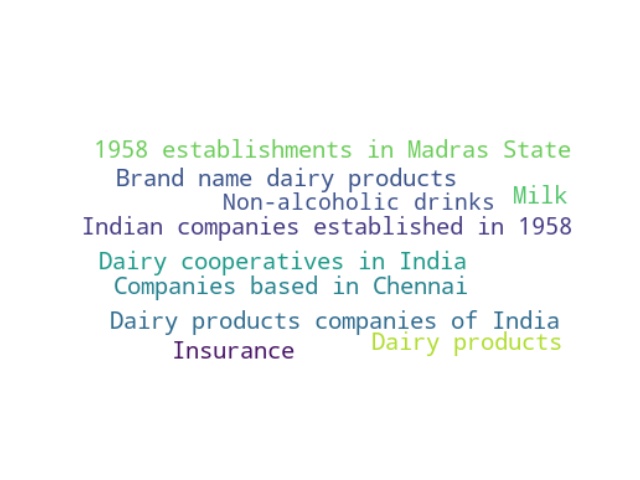 1958 establishments in Madras State
Brand name dairy products
Milk
Non-alcoholic drinks
Indian companies established in 1958
Dairy cooperatives in India
Companies based in Chennai
Dairy products companies of India
Dairy products
Insurance